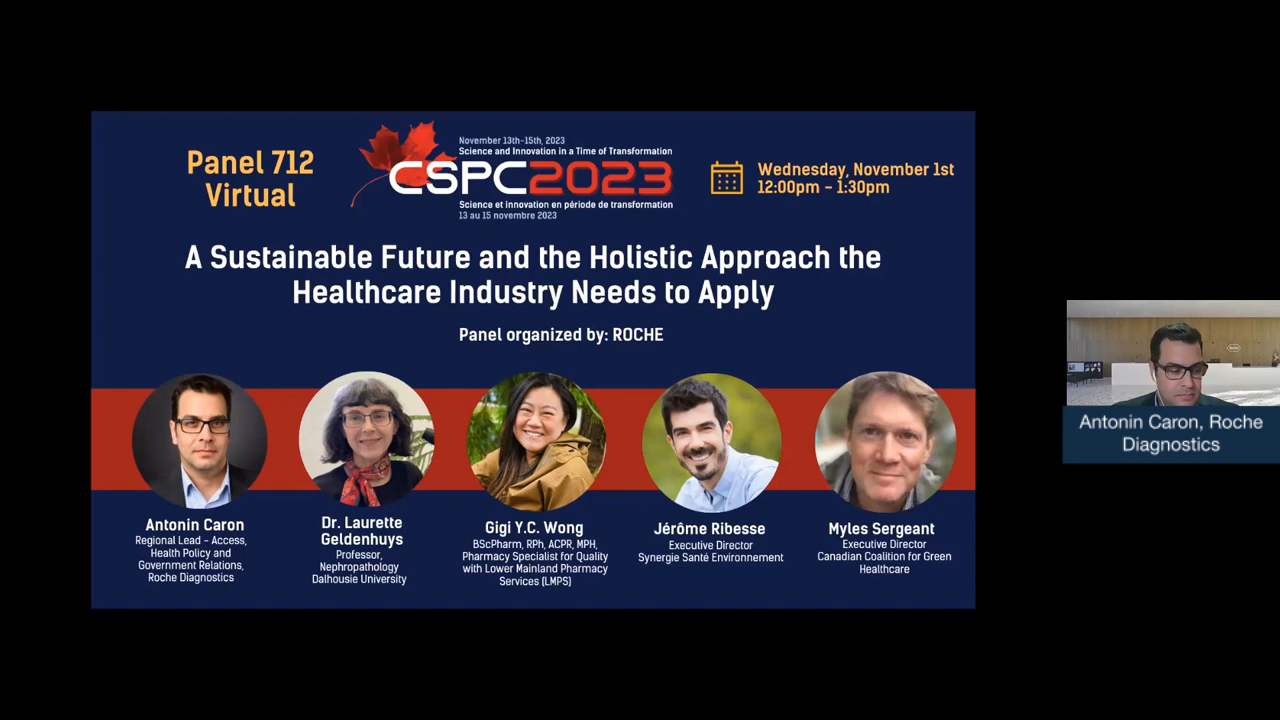 Panel 712
Virtual
November 13th-15th, 2023
Science and Innovation in a Time of Transformation
CSPC2023
Science et innovation en période de transformation
13 au 15 novembre 2023
Wednesday, November 1st
12:00pm - 1:30pm
A Sustainable Future and the Holistic Approach the
Healthcare Industry Needs to Apply
Panel organized by: ROCHE
Antonin Caron
Regional Lead - Access,
Health Policy and
Government Relations,
Roche Diagnostics
Dr. Laurette
Geldenhuys
Professor,
Nephropathology
Dalhousie University
Gigi Y.C. Wong
BScPharm, RPh, ACPR, MPH,
Pharmacy Specialist for Quality
with Lower Mainland Pharmacy
Services (LMPS)
Jérôme Ribesse
Executive Director
Synergie Santé Environnement
Myles Sergeant
Executive Director
Canadian Coalition for Green
Healthcare
Antonin Caron, Roche
Diagnostics